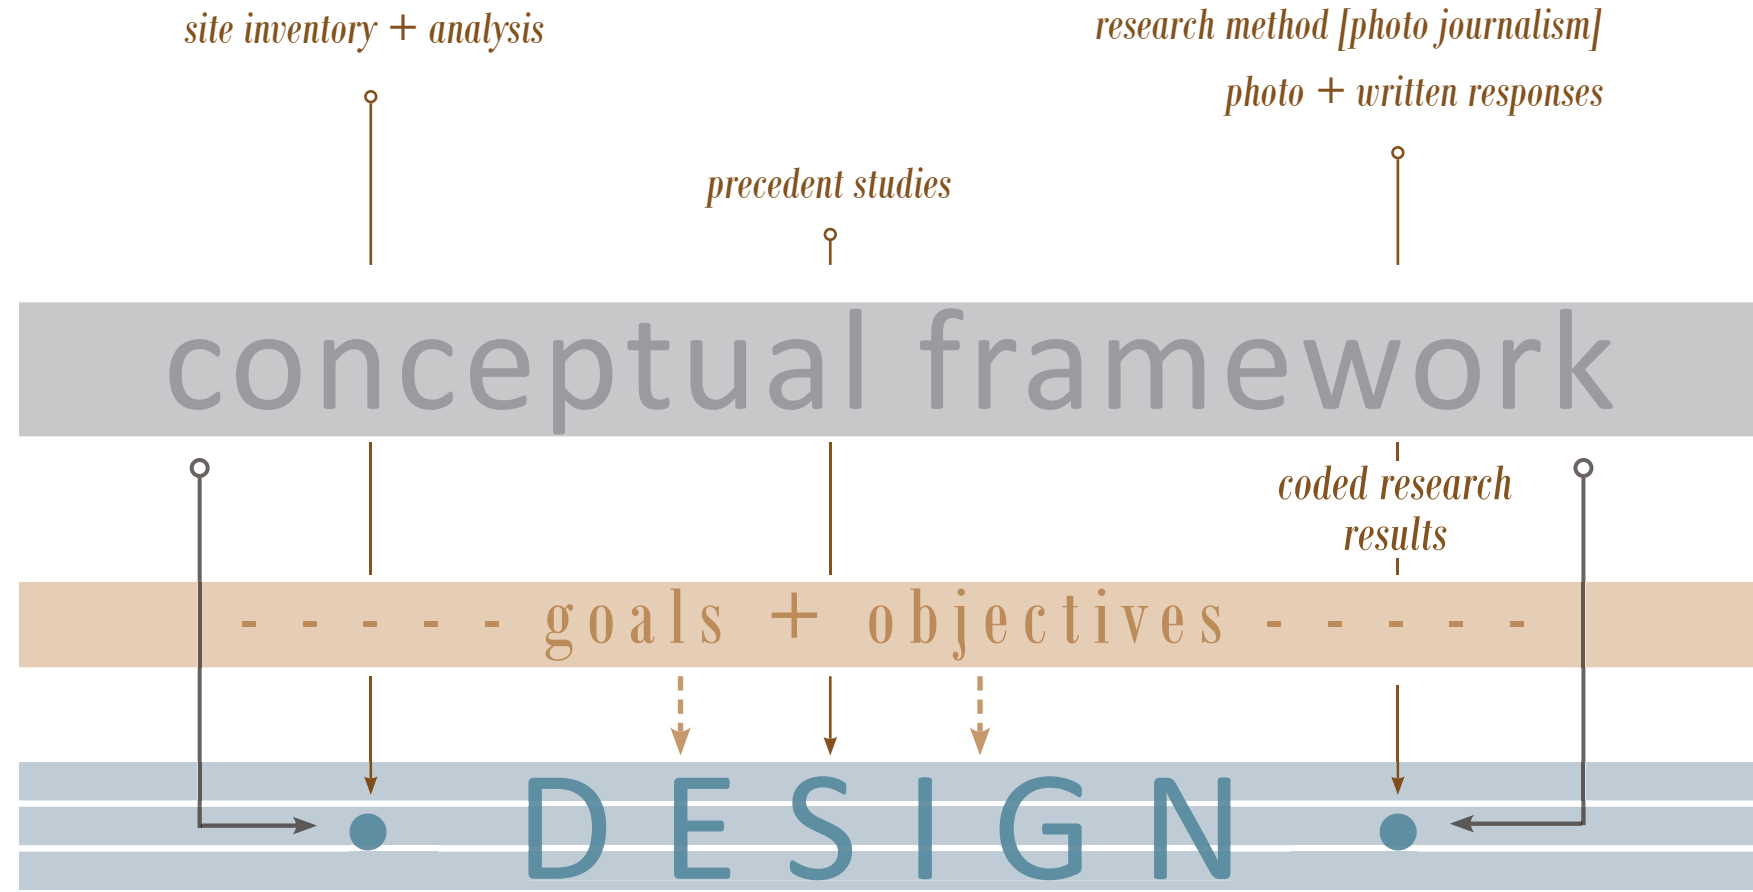 site inventory + analysis
research method [photo journalism]
photo + written responses
precedent studies
conceptual framework
coded research
results
- - - - - goals + objectives - - - - -
DESIGN